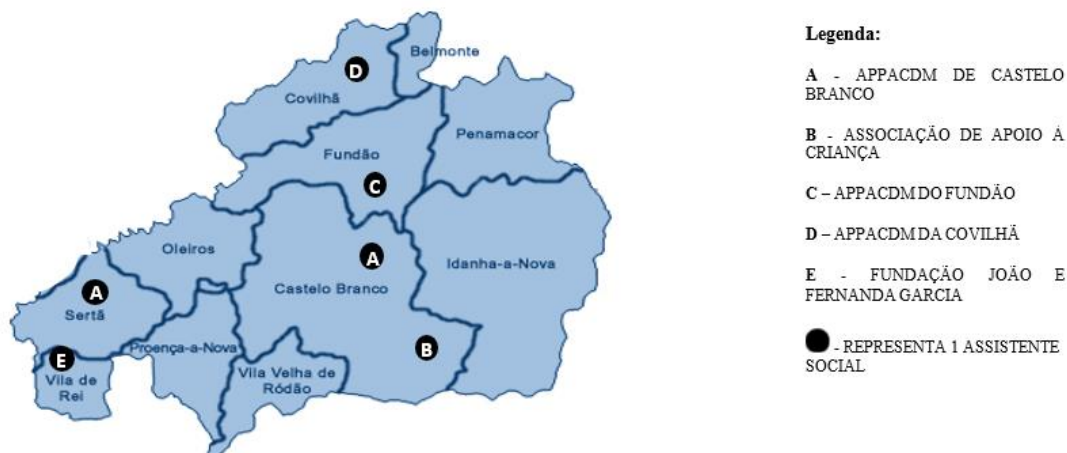 Belmonte
D
Covilhã
Penamacor
Fundão
C
Oleiros
A
Idanha-a-Nova
A
Castelo Branco
Sertã
Proença-a-Nova
B
E
Vila Velha de
Ródão
Vila de
Rei
Legenda:
A - APPACDM DE CASTELO
BRANCO
B - ASSOCIAÇÃO DE APOIO À
CRIANÇA
C – APPACDM DO FUNDÃO
D – APPACDM DA COVILHÃ
E - FUNDAÇÃO JOÃO E
FERNANDA GARCIA
- REPRESENTA 1 ASSISTENTE
SOCIAL